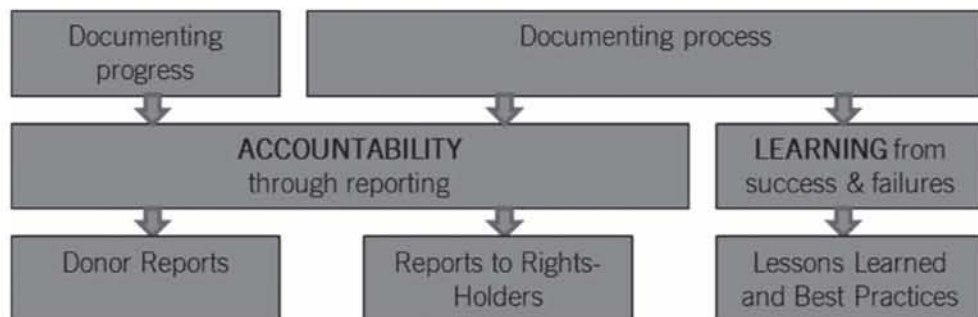 Documenting
progress
Documenting process
ACCOUNTABILITY
through reporting
LEARNING from
success & failures
Donor Reports
Reports to Rights-
Holders
Lessons Learned
and Best Practices